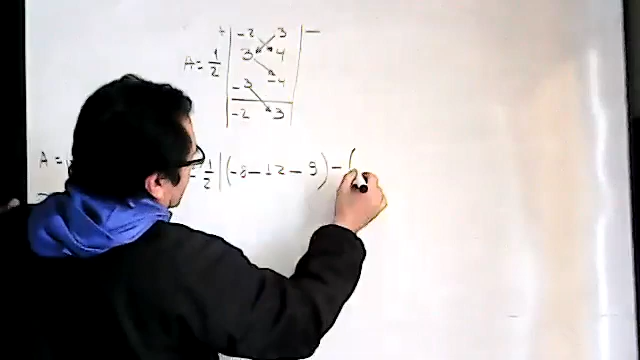 + | -2 3 | -
A = 1/2 | 3 4 |
| -3 -4 |
| -2 3 |
A = 1/2 |(-8 - 12 - 9) - (